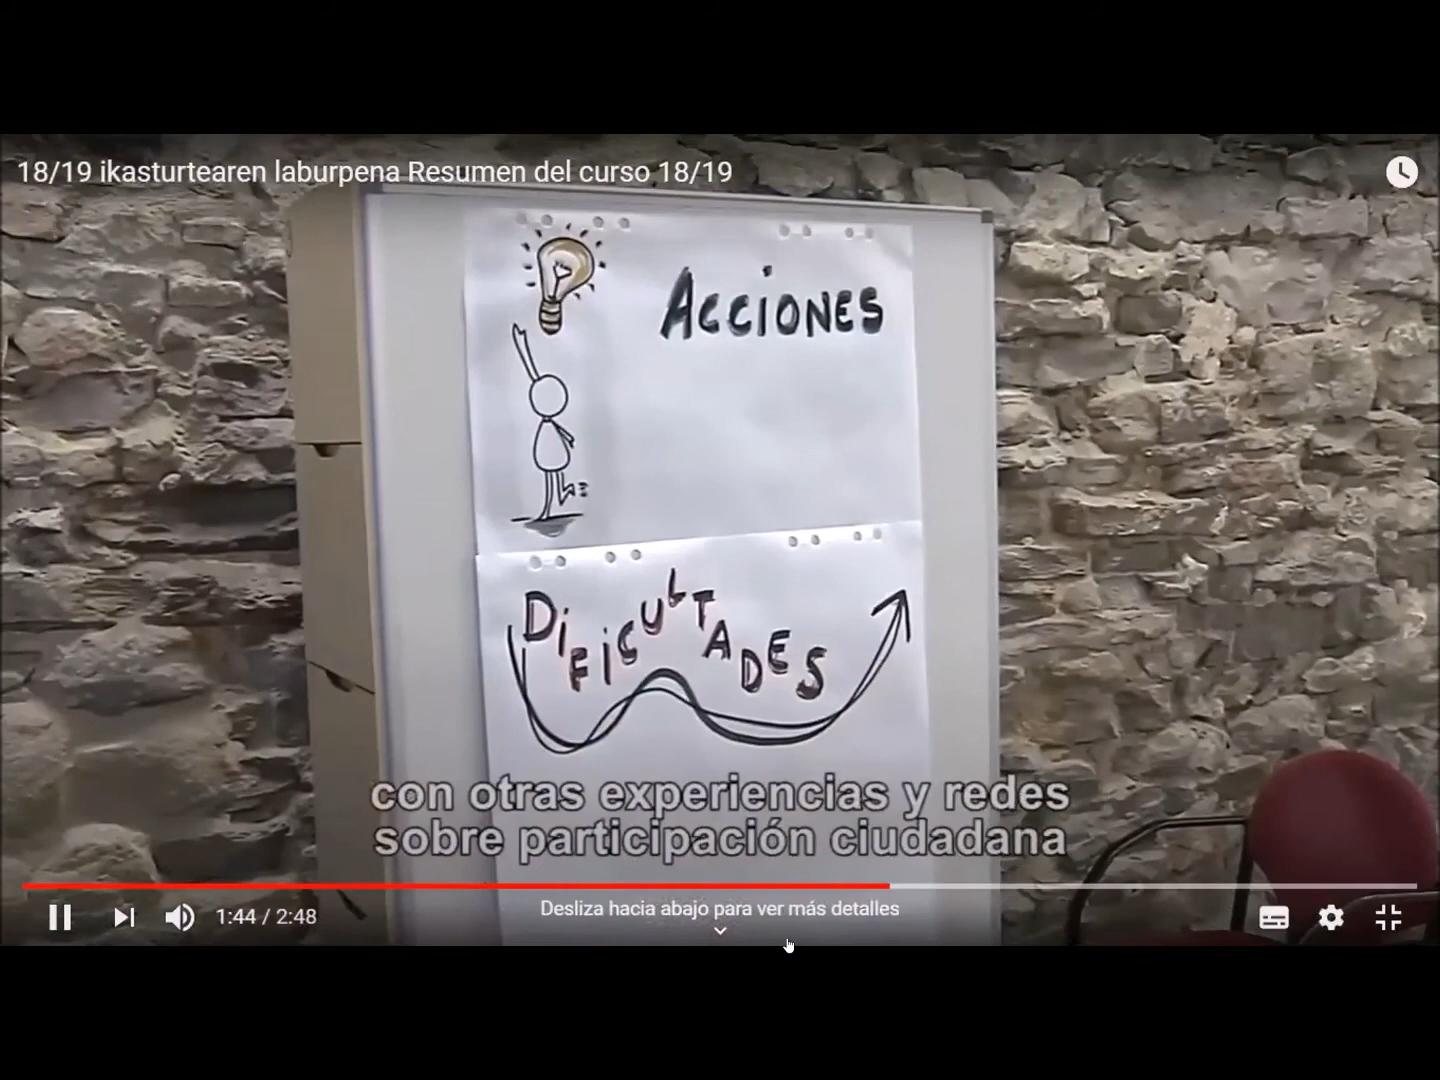 18/19 ikasturtearen laburpena Resumen del curso 18/19
ACCiONES
DiFiCULTADES
con otras experiencias y redes
sobre participación ciudadana
1:44 / 2:48
Desliza hacia abajo para ver más detalles